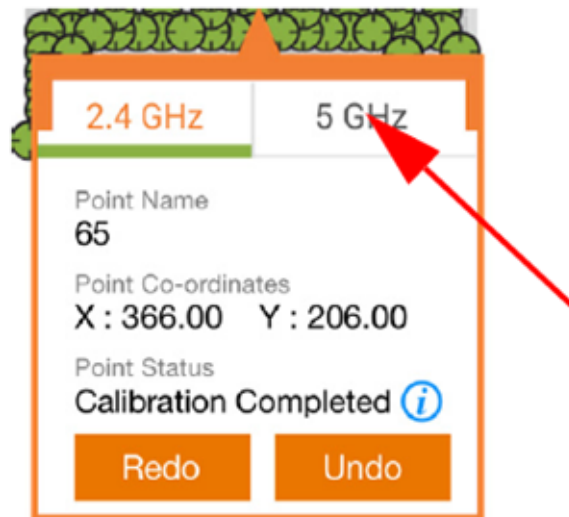 2.4 GHz 5 GHz
Point Name
65
Point Co-ordinates
X : 366.00 Y : 206.00
Point Status
Calibration Completed i
Redo Undo